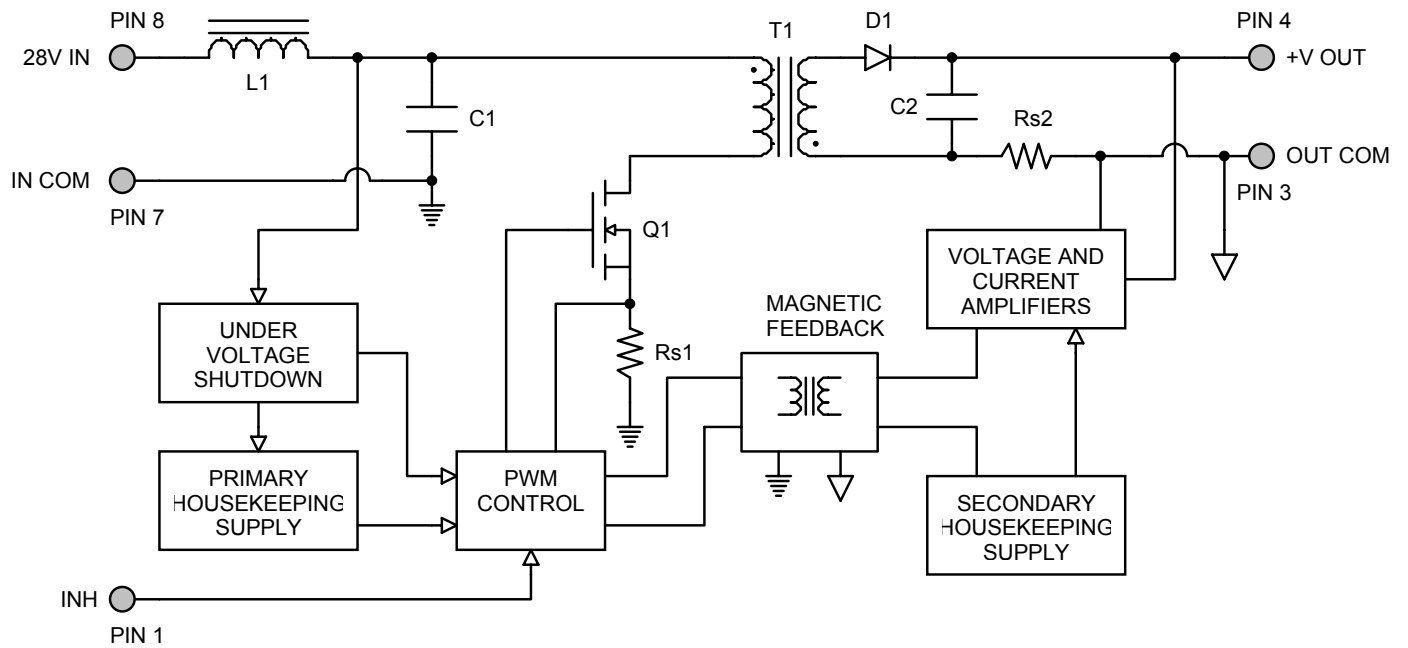 PIN 8
28V IN
L1
C1
IN COM
PIN 7
T1
D1
C2
Rs2
PIN 4
+V OUT
OUT COM
PIN 3
Q1
Rs1
UNDER
VOLTAGE
SHUTDOWN
PRIMARY
HOUSEKEEPING
SUPPLY
PWM
CONTROL
MAGNETIC
FEEDBACK
VOLTAGE AND
CURRENT
AMPLIFIERS
SECONDARY
HOUSEKEEPING
SUPPLY
INH
PIN 1